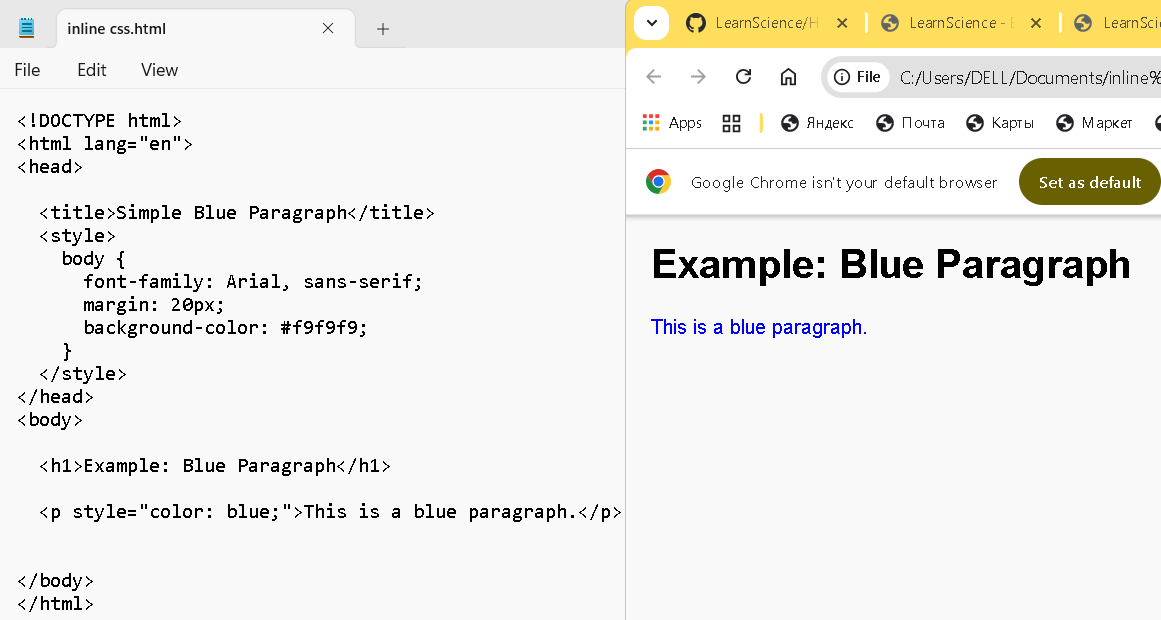 inline css.html
File Edit View
<!DOCTYPE html>
<html lang="en">
<head>
<title>Simple Blue Paragraph</title>
<style>
body {
font-family: Arial, sans-serif;
margin: 20px;
background-color: #f9f9f9;
}
</style>
</head>
<body>
<h1>Example: Blue Paragraph</h1>
<p style="color: blue;">This is a blue paragraph.</p>
</body>
</html>
LearnScience/H LearnScience - E LearnScie
File C:/Users/DELL/Documents/inline%
Apps Яндекс Почта Карты Маркет
Google Chrome isn't your default browser Set as default
Example: Blue Paragraph
This is a blue paragraph.